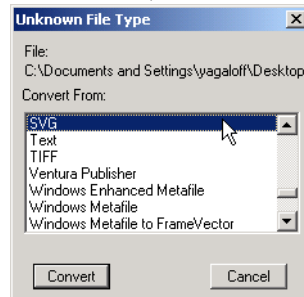 Unknown File Type
File:
C:\Documents and Settings\yagaloff\Desktop
Convert From:
SVG
Text
TIFF
Ventura Publisher
Windows Enhanced Metafile
Windows Metafile
Windows Metafile to FrameVector
Convert
Cancel